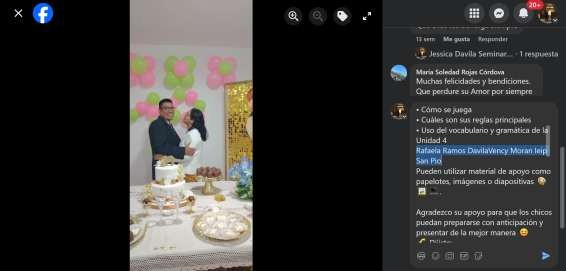 20+
13 sem Me gusta Responder
Jessica Davila Seminar... · 1 respuesta
María Soledad Rojas Córdova
Muchas felicidades y bendiciones.
Que perdure su Amor por siempre
• Cómo se juega
• Cuáles son sus reglas principales
• Uso del vocabulario y gramática de la
Unidad 4
Rafaela Ramos DavilaVency Moran Ieip
San Pio
Pueden utilizar material de apoyo como
papelotes, imágenes o diapositivas
Agradezco su apoyo para que los chicos
puedan prepararse con anticipación y
presentar de la mejor manera